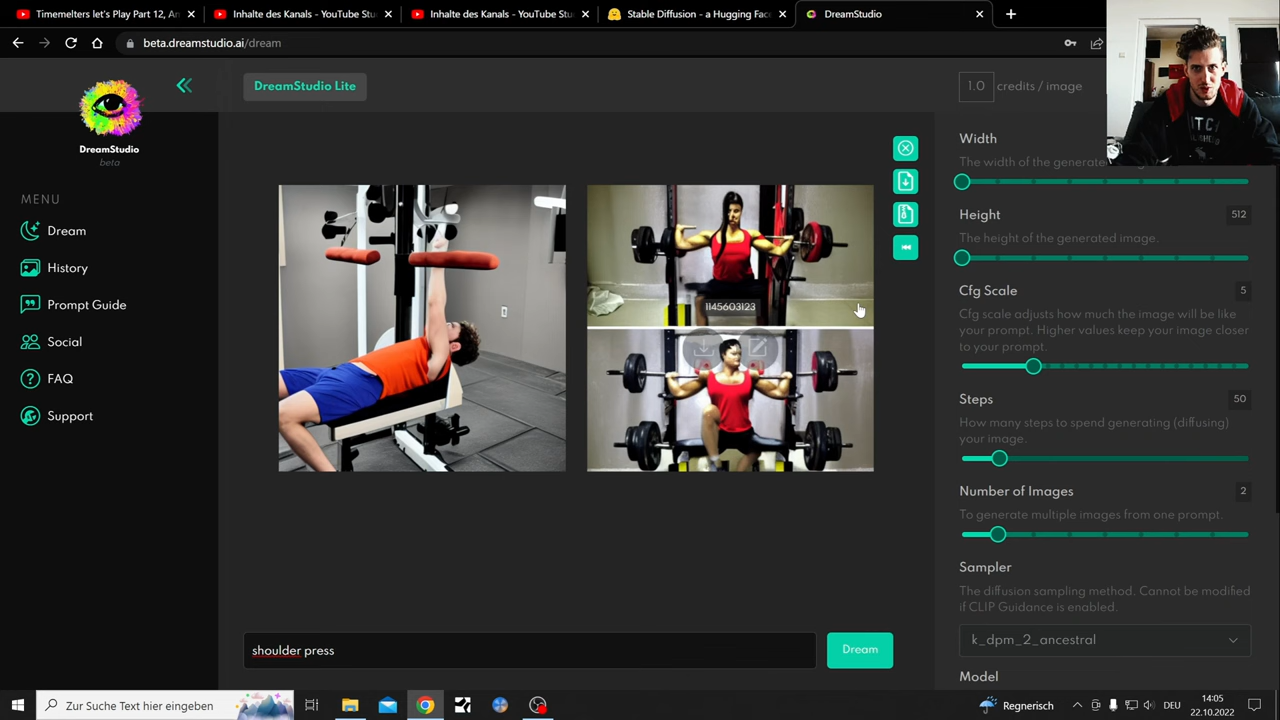 Timemelters let's Play Part 12, An
Inhalte des Kanals - YouTube Stu
Inhalte des Kanals - YouTube Stu
Stable Diffusion - a Hugging Fac
DreamStudio
beta.dreamstudio.ai/dream
DreamStudio
beta
MENU
Dream
History
Prompt Guide
Social
FAQ
Support
DreamStudio Lite
1.0 credits / image
1145603123
shoulder press
Dream
Width
The width of the generated
Height
512
The height of the generated image.
Cfg Scale
5
Cfg scale adjusts how much the image will be like
your prompt. Higher values keep your image closer
to your prompt.
Steps
50
How many steps to spend generating (diffusing)
your image.
Number of Images
2
To generate multiple images from one prompt.
Sampler
The diffusion sampling method. Cannot be modified
if CLIP Guidance is enabled.
k_dpm_2_ancestral
Model
Zur Suche Text hier eingeben
Regnerisch
DEU
14:05
22.10.2022